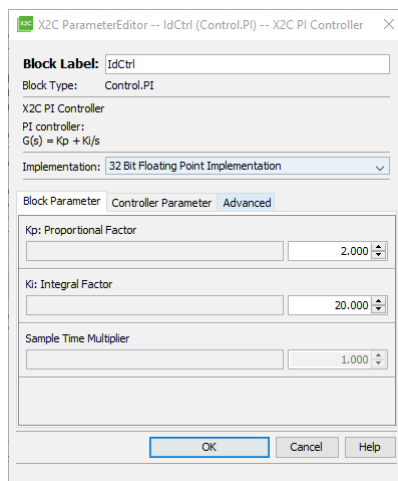 X2C X2C ParameterEditor -- IdCtrl (Control.PI) -- X2C PI Controller
Block Label: IdCtrl
Block Type: Control.PI
X2C PI Controller
PI controller:
G(s) = Kp + Ki/s
Implementation: 32 Bit Floating Point Implementation
Block Parameter Controller Parameter Advanced
Kp: Proportional Factor
2.000
Ki: Integral Factor
20.000
Sample Time Multiplier
1.000
OK Cancel Help